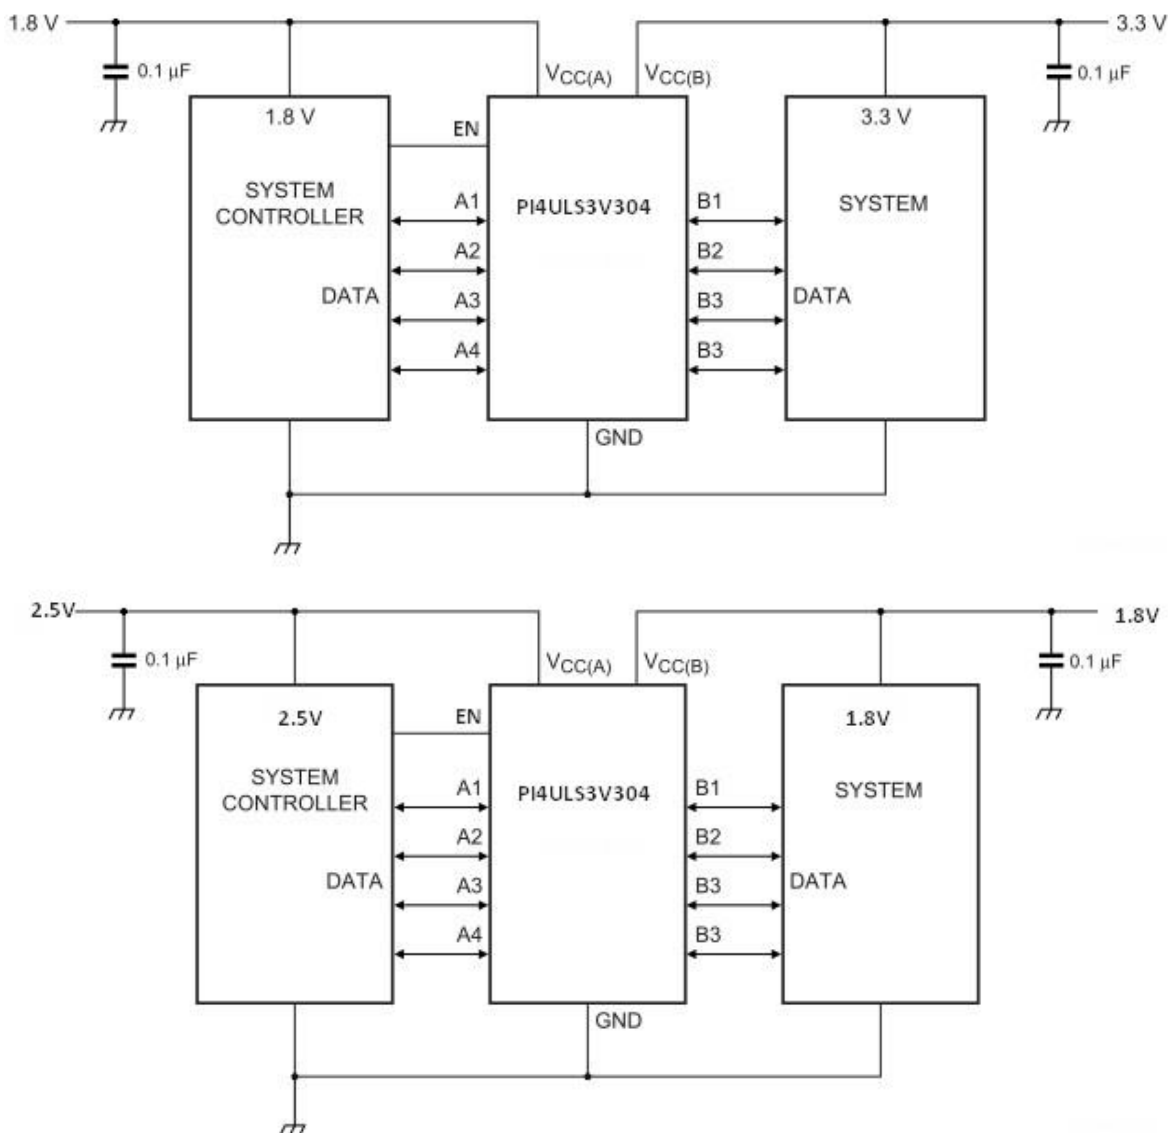 1.8 V
3.3 V
0.1 µF
VCC(A)
VCC(B)
0.1 µF
1.8 V
EN
3.3 V
SYSTEM
CONTROLLER
A1
PI4ULS3V304
B1
SYSTEM
A2
B2
DATA
A3
B3
DATA
A4
B3
GND
2.5V
1.8V
0.1 µF
VCC(A)
VCC(B)
0.1 µF
2.5V
EN
1.8V
SYSTEM
CONTROLLER
A1
PI4ULS3V304
B1
SYSTEM
A2
B2
DATA
A3
B3
DATA
A4
B3
GND